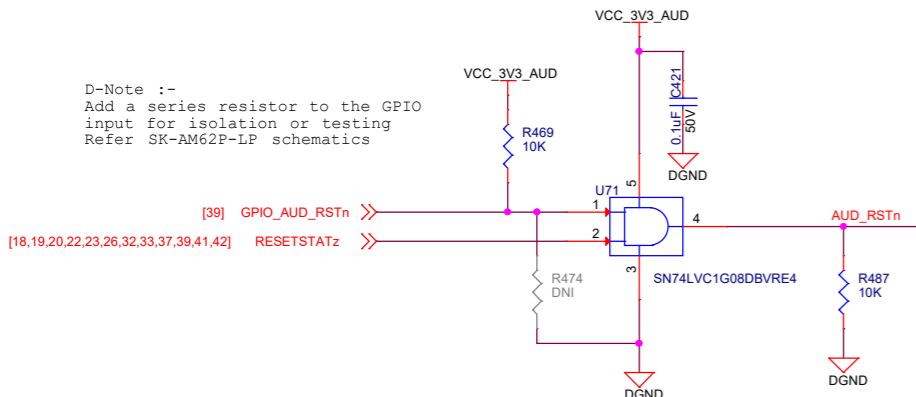 VCC_3V3_AUD
VCC_3V3_AUD
D-Note :-
Add a series resistor to the GPIO
input for isolation or testing
Refer SK-AM62P-LP schematics
C421
0.1uF
50V
DGND
R469
10K
U71
5
[39] GPIO_AUD_RSTn
1
4
AUD_RSTn
[18,19,20,22,23,26,32,33,37,39,41,42] RESETSTATz
2
3
SN74LVC1G08DBVRE4
R474
DNI
R487
10K
DGND
DGND